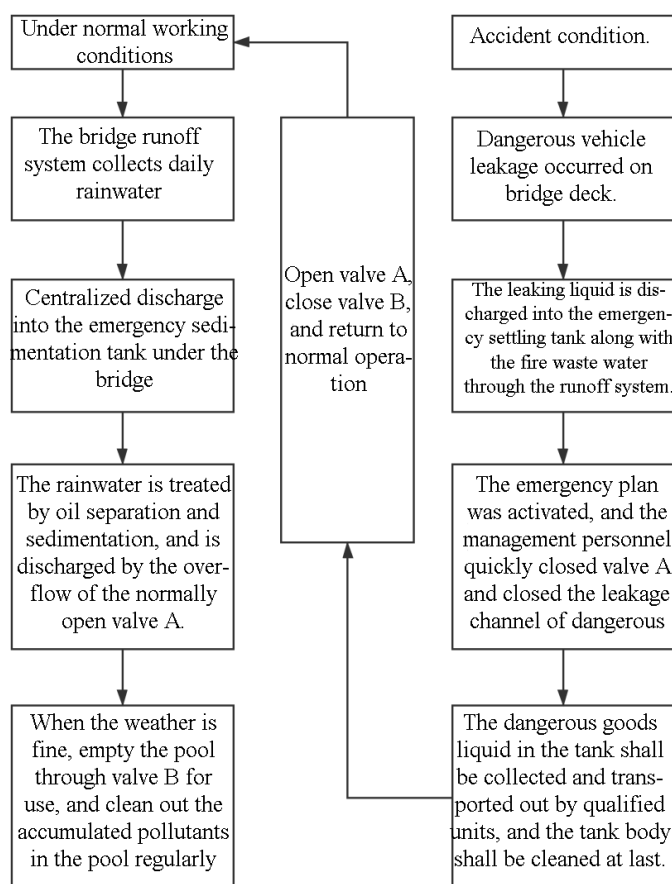 Under normal working
conditions
The bridge runoff
system collects daily
rainwater
Centralized discharge
into the emergency sedi-
mentation tank under the
bridge
The rainwater is treated
by oil separation and
sedimentation, and is
discharged by the over-
flow of the normally
open valve A.
When the weather is
fine, empty the pool
through valve B for
use, and clean out the
accumulated pollutants
in the pool regularly
Open valve A,
close valve B,
and return to
normal opera-
tion
Accident condition.
Dangerous vehicle
leakage occurred on
bridge deck.
The leaking liquid is dis-
charged into the emergen-
cy settling tank along with
the fire waste water
through the runoff system.
The emergency plan
was activated, and the
management personnel
quickly closed valve A
and closed the leakage
channel of dangerous
The dangerous goods
liquid in the tank shall
be collected and trans-
ported out by qualified
units, and the tank body
shall be cleaned at last.